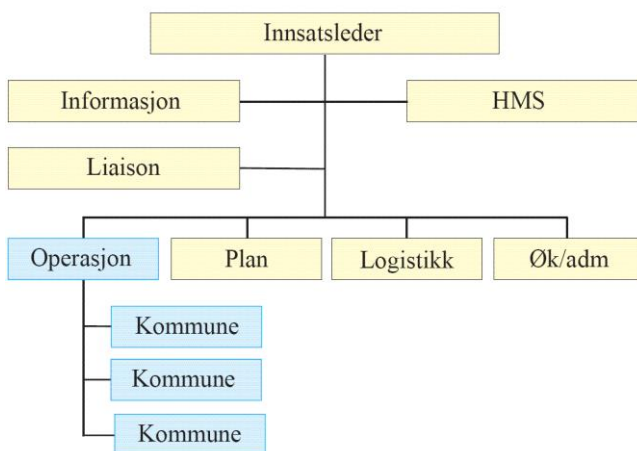 Innsatsleder
Informasjon
HMS
Liaison
Operasjon
Plan
Logistikk
Øk/adm
Kommune
Kommune
Kommune